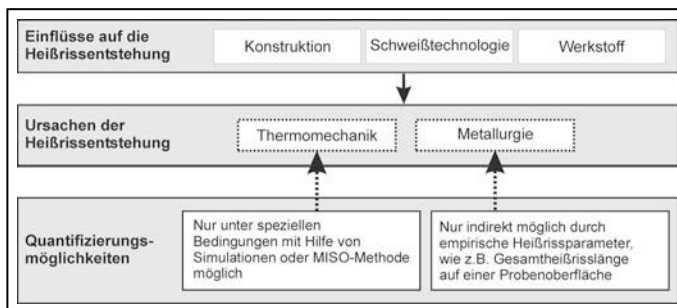 Einflüsse auf die
Heißrissentstehung
Konstruktion
Schweißtechnologie
Werkstoff
Ursachen der
Heißrissentstehung
Thermomechanik
Metallurgie
Quantifizierungs-
möglichkeiten
Nur unter speziellen
Bedingungen mit Hilfe von
Simulationen oder MISO-Methode
möglich
Nur indirekt möglich durch
empirische Heißrissparameter,
wie z.B. Gesamtheißrisslänge
auf einer Probenoberfläche